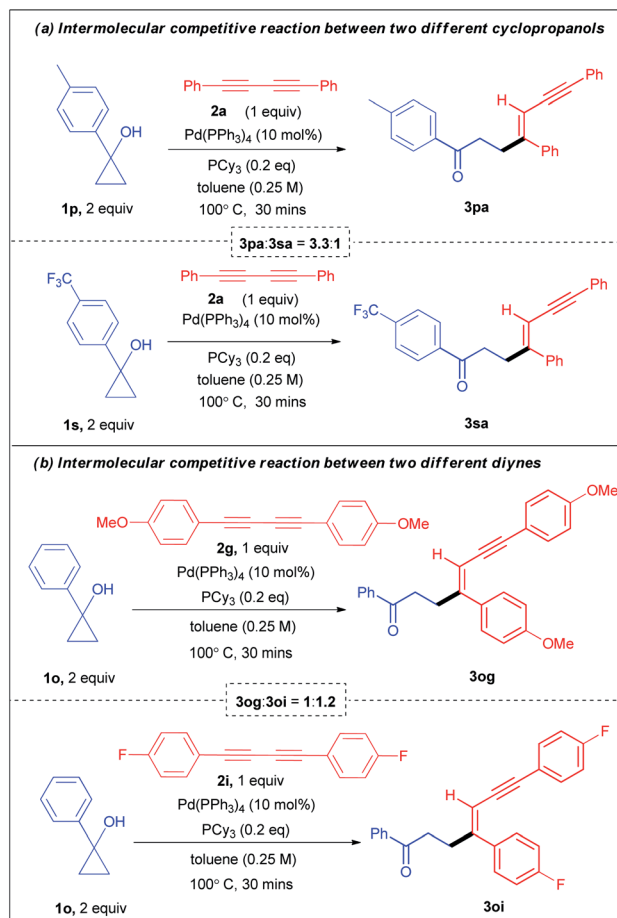 (a) Intermolecular competitive reaction between two different cyclopropanols
OH
1p, 2 equiv
Ph Ph
2a (1 equiv)
Pd(PPh3)4 (10 mol%)
PCy3 (0.2 eq)
toluene (0.25 M)
100° C, 30 mins
H
Ph
O
Ph
3pa
3pa:3sa = 3.3:1
F3C
OH
1s, 2 equiv
Ph Ph
2a (1 equiv)
Pd(PPh3)4 (10 mol%)
PCy3 (0.2 eq)
toluene (0.25 M)
100° C, 30 mins
F3C
H
Ph
O
Ph
3sa
(b) Intermolecular competitive reaction between two different diynes
OH
1o, 2 equiv
MeO OMe
2g, 1 equiv
Pd(PPh3)4 (10 mol%)
PCy3 (0.2 eq)
toluene (0.25 M)
100° C, 30 mins
OMe
H
Ph
O
OMe
3og
3og:3oi = 1:1.2
OH
1o, 2 equiv
F F
2i, 1 equiv
Pd(PPh3)4 (10 mol%)
PCy3 (0.2 eq)
toluene (0.25 M)
100° C, 30 mins
F
H
Ph
O
F
3oi